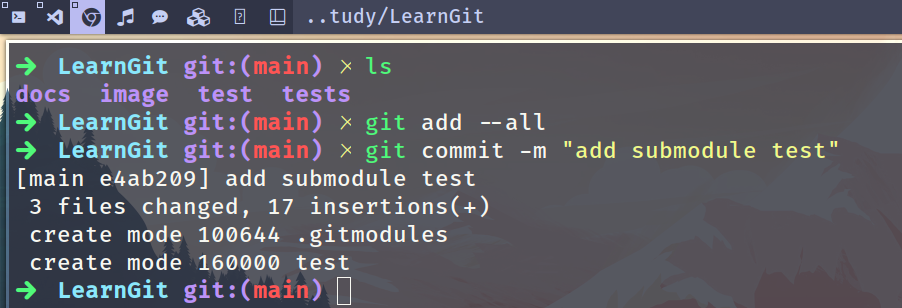 ..tudy/LearnGit
➜ LearnGit git:(main) ✗ ls
docs image test tests
➜ LearnGit git:(main) ✗ git add --all
➜ LearnGit git:(main) ✗ git commit -m "add submodule test"
[main e4ab209] add submodule test
3 files changed, 17 insertions(+)
create mode 100644 .gitmodules
create mode 160000 test
➜ LearnGit git:(main)